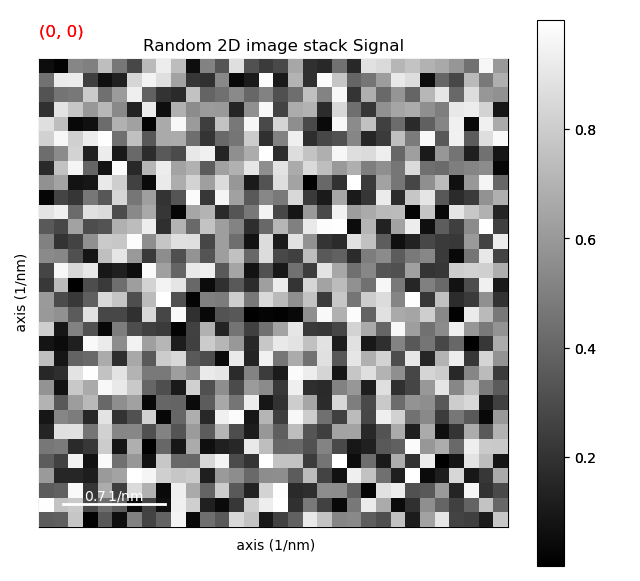 (0, 0)
Random 2D image stack Signal
axis (1/nm)
0.7 1/nm
axis (1/nm)
0.8
0.6
0.4
0.2